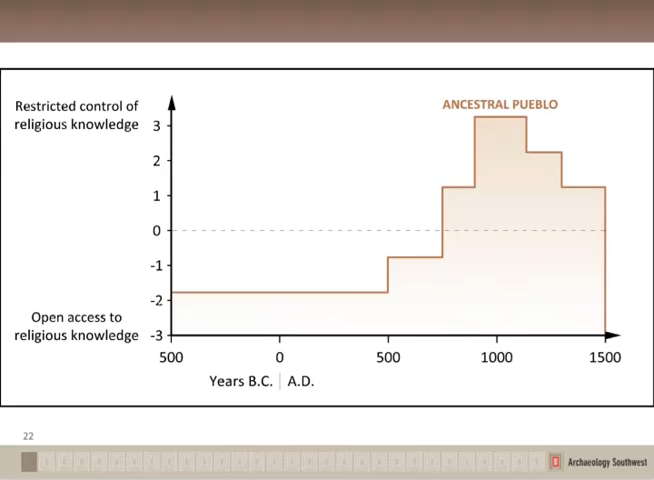 ANCESTRAL PUEBLO
Restricted control of
religious knowledge
3
2
1
0
-1
-2
Open access to
religious knowledge
-3
500 0 500 1000 1500
Years B.C. A.D.
22
Archaeology Southwest